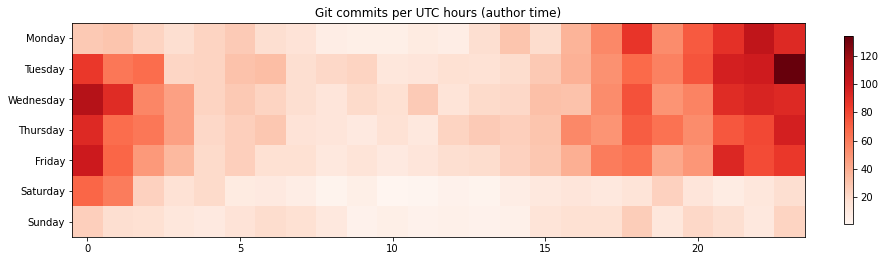 Git commits per UTC hours (author time)
Monday
Tuesday
Wednesday
Thursday
Friday
Saturday
Sunday
0 5 10 15 20
120
100
80
60
40
20